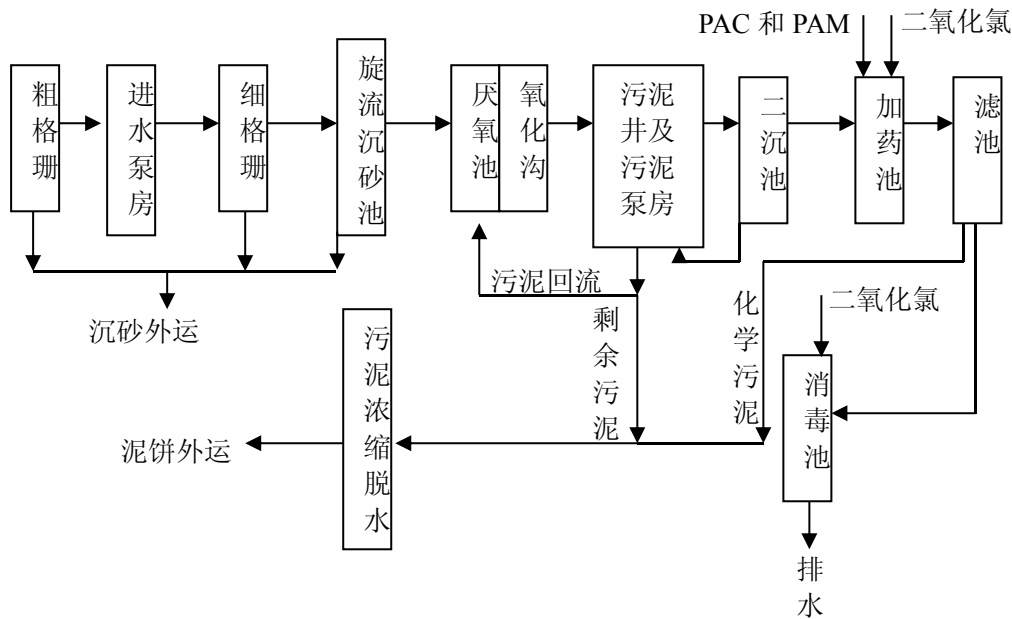 PAC 和 PAM
二氧化氯
粗格珊
进水泵房
细格珊
旋流沉砂池
厌氧池
氧化沟
污泥
井及
污泥
泵房
二沉池
加药池
滤池
污泥回流
沉砂外运
剩余污泥
化学污泥
二氧化氯
消毒池
污泥浓缩脱水
泥饼外运
排水